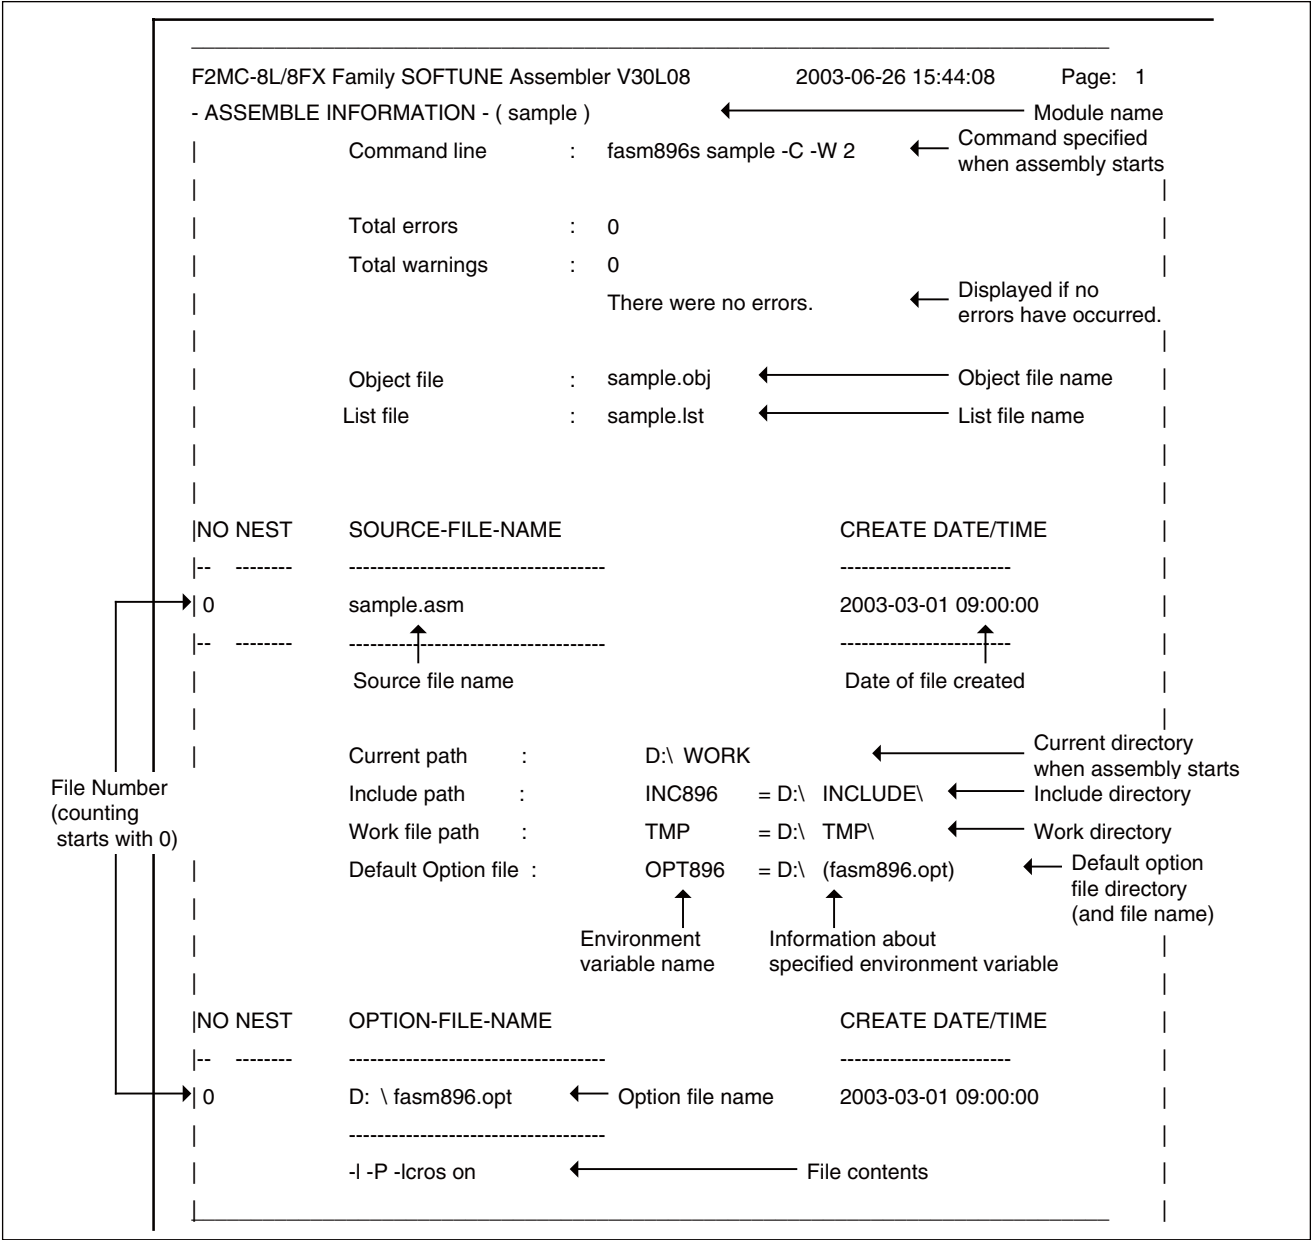 F2MC-8L/8FX Family SOFTUNE Assembler V30L08 2003-06-26 15:44:08 Page: 1
- ASSEMBLE INFORMATION - ( sample ) Module name
Command line : fasm896s sample -C -W 2 Command specified
when assembly starts
Total errors : 0
Total warnings : 0
There were no errors. Displayed if no
errors have occurred.
Object file : sample.obj Object file name
List file : sample.lst List file name
|NO NEST SOURCE-FILE-NAME CREATE DATE/TIME
|-- -------- ------------------------------------ ------------------------
| 0 sample.asm 2003-03-01 09:00:00
|-- -------- ------------------------------------ ------------------------
Source file name Date of file created
Current path : D:\ WORK Current directory
when assembly starts
File Number
(counting
starts with 0)
Include path : INC896 = D:\ INCLUDE\ Include directory
Work file path : TMP = D:\ TMP\ Work directory
Default Option file : OPT896 = D:\ (fasm896.opt) Default option
file directory
(and file name)
Environment
variable name
Information about
specified environment variable
|NO NEST OPTION-FILE-NAME CREATE DATE/TIME
|-- -------- ------------------------------------ ------------------------
| 0 D: \ fasm896.opt Option file name 2003-03-01 09:00:00
------------------------------------
-l -P -lcros on File contents